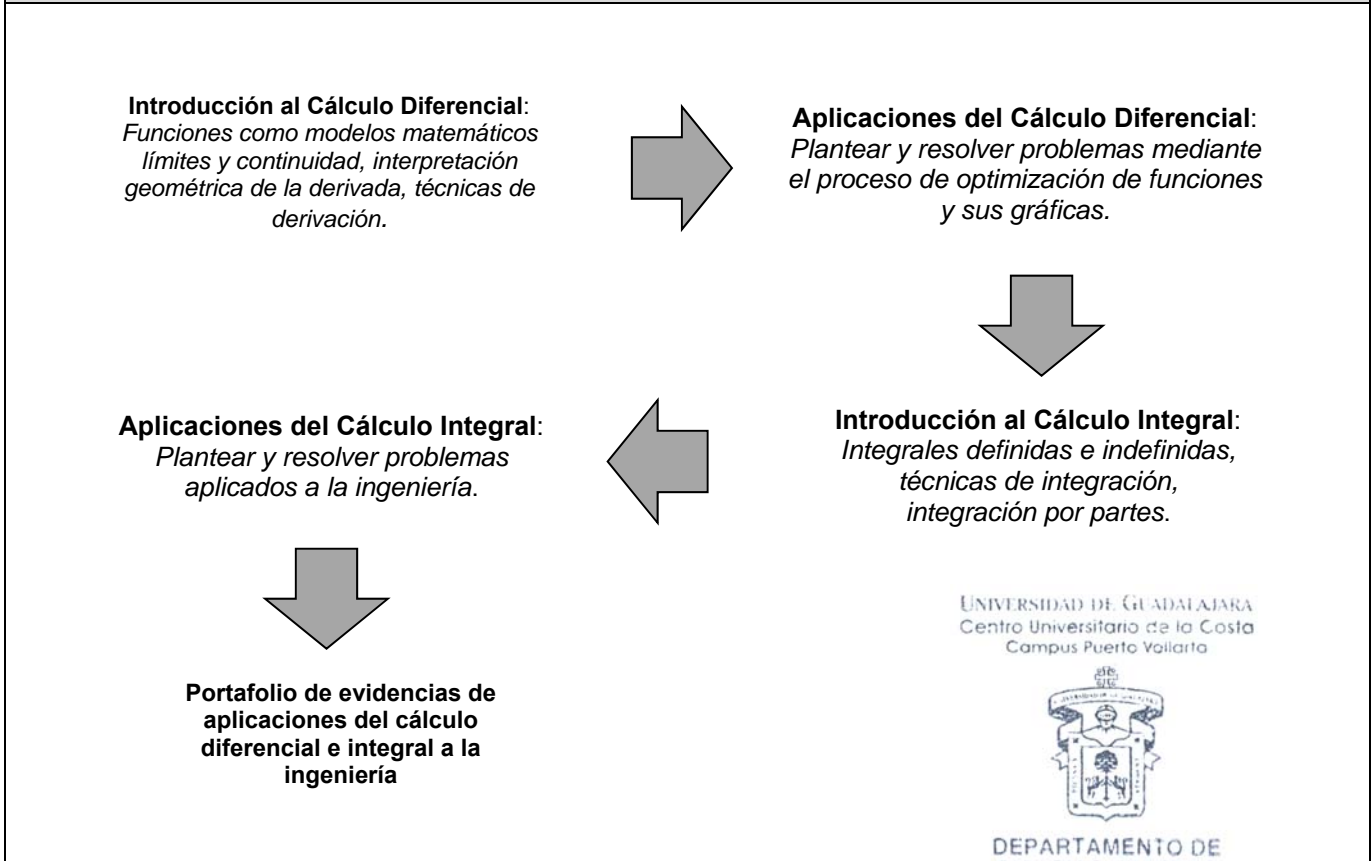 Introducción al Cálculo Diferencial:
Funciones como modelos matemáticos
límites y continuidad, interpretación
geométrica de la derivada, técnicas de
derivación.
Aplicaciones del Cálculo Diferencial:
Plantear y resolver problemas mediante
el proceso de optimización de funciones
y sus gráficas.
Introducción al Cálculo Integral:
Integrales definidas e indefinidas,
técnicas de integración,
integración por partes.
Aplicaciones del Cálculo Integral:
Plantear y resolver problemas
aplicados a la ingeniería.
Portafolio de evidencias de
aplicaciones del cálculo
diferencial e integral a la
ingeniería
UNIVERSIDAD DE GUADALAJARA
Centro Universitario de la Costa
Campus Puerto Vallarta
DEPARTAMENTO DE